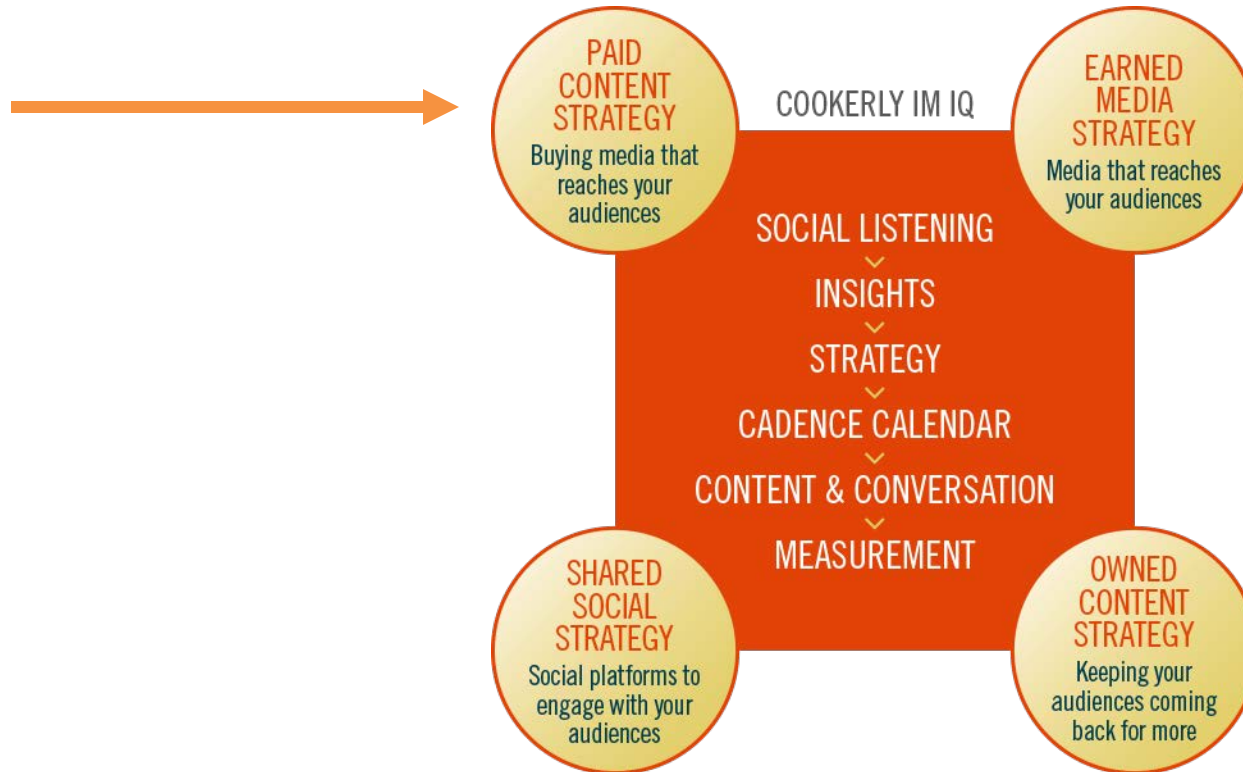 PAID
CONTENT
STRATEGY
Buying media that
reaches your
audiences
COOKERLY IM IQ
EARNED
MEDIA
STRATEGY
Media that reaches
your audiences
SOCIAL LISTENING
INSIGHTS
STRATEGY
CADENCE CALENDAR
CONTENT & CONVERSATION
MEASUREMENT
SHARED
SOCIAL
STRATEGY
Social platforms to
engage with your
audiences
OWNED
CONTENT
STRATEGY
Keeping your
audiences coming
back for more